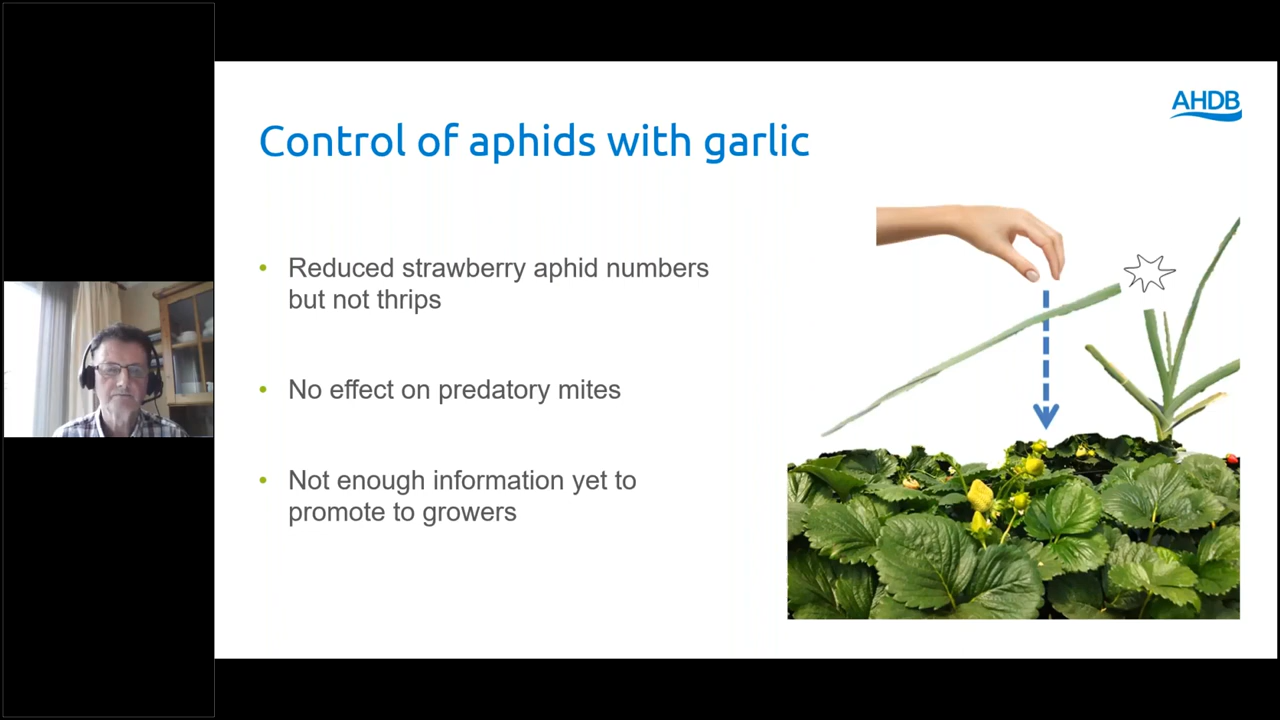 AHDB
Control of aphids with garlic
• Reduced strawberry aphid numbers
but not thrips
• No effect on predatory mites
• Not enough information yet to
promote to growers